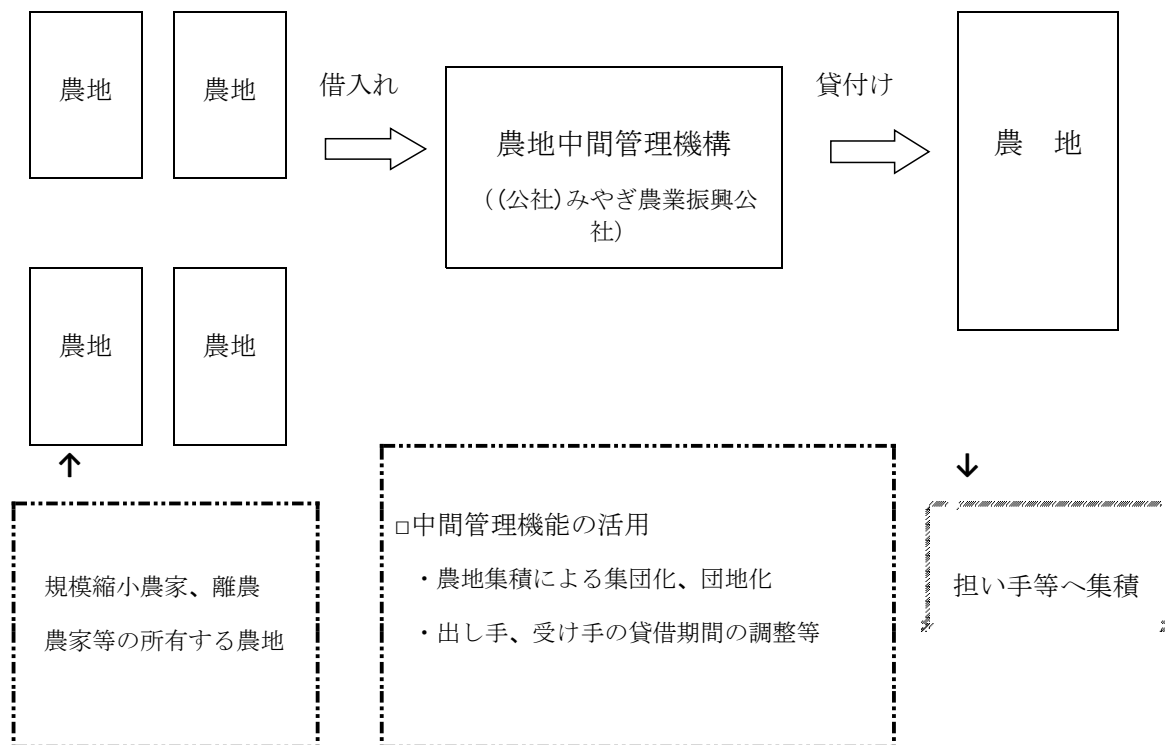 農地
農地
借入れ
農地中間管理機構
((公社)みやぎ農業振興公
社)
貸付け
農　地
農地
農地
↑
↓
規模縮小農家、離農
農家等の所有する農地
□中間管理機能の活用
・農地集積による集団化、団地化
・出し手、受け手の貸借期間の調整等
担い手等へ集積